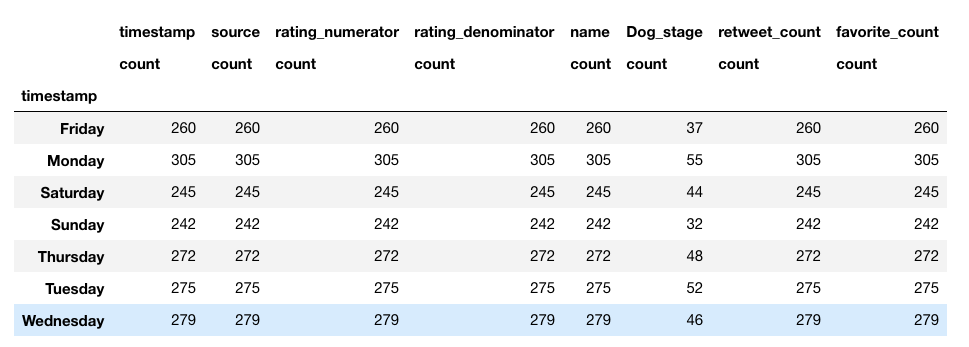 timestamp source rating_numerator rating_denominator name Dog_stage retweet_count favorite_count
count count count count count count count count
timestamp
Friday 260 260 260 260 260 37 260 260
Monday 305 305 305 305 305 55 305 305
Saturday 245 245 245 245 245 44 245 245
Sunday 242 242 242 242 242 32 242 242
Thursday 272 272 272 272 272 48 272 272
Tuesday 275 275 275 275 275 52 275 275
Wednesday 279 279 279 279 279 46 279 279